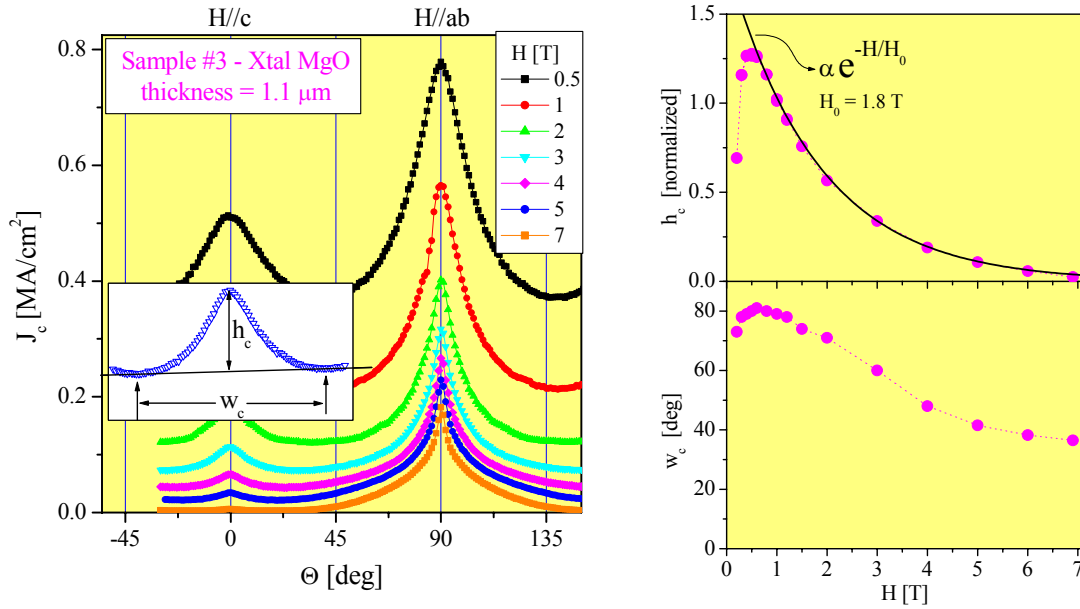 H//c
H//ab
Sample #3 - Xtal MgO
thickness = 1.1 μm
H [T]
0.5
1
2
3
4
5
7
0.8
0.6
0.4
0.2
0.0
J_c [MA/cm²]
h_c
w_c
-45
0
45
90
135
Θ [deg]
1.5
1.0
0.5
0.0
h_c [normalized]
αe^-H/H_0
H_0 = 1.8 T
80
60
40
20
0
w_c [deg]
0
1
2
3
4
5
6
7
H [T]